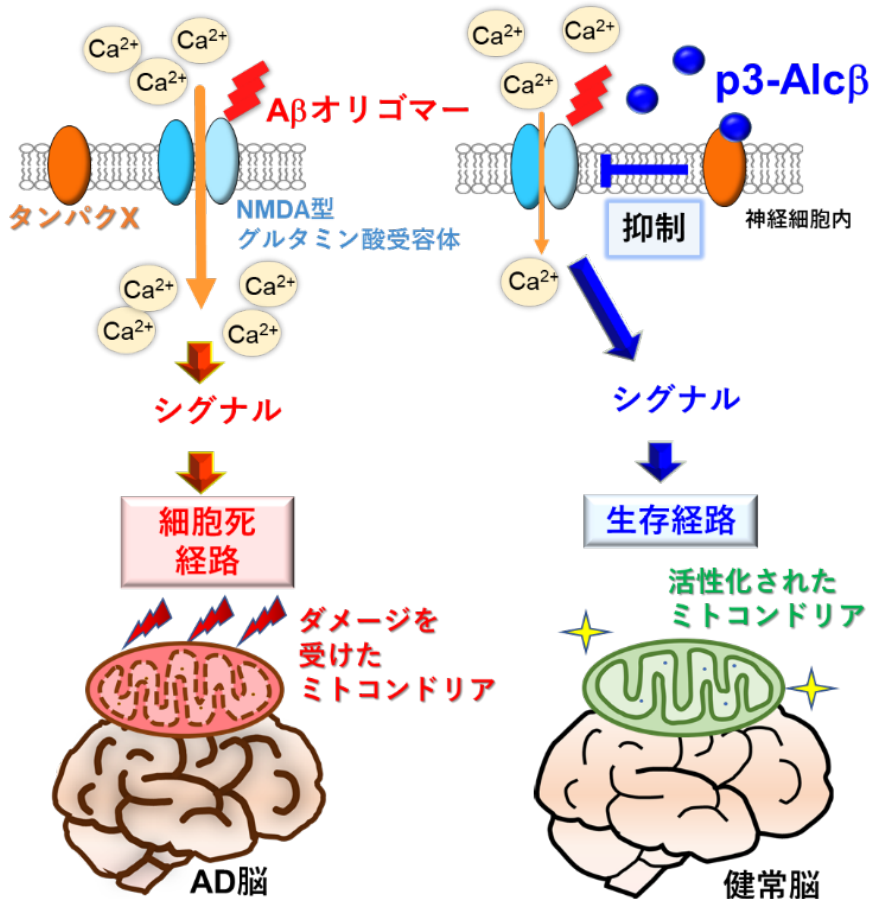 Ca²⁺
Ca²⁺
Ca²⁺
Aβオリゴマー
タンパクX
NMDA型
グルタミン酸受容体
Ca²⁺
Ca²⁺
Ca²⁺
Ca²⁺
シグナル
細胞死
経路
ダメージを
受けた
ミトコンドリア
AD脳
Ca²⁺
Ca²⁺
Ca²⁺
p3-Alcβ
抑制
神経細胞内
Ca²⁺
シグナル
生存経路
活性化された
ミトコンドリア
健常脳